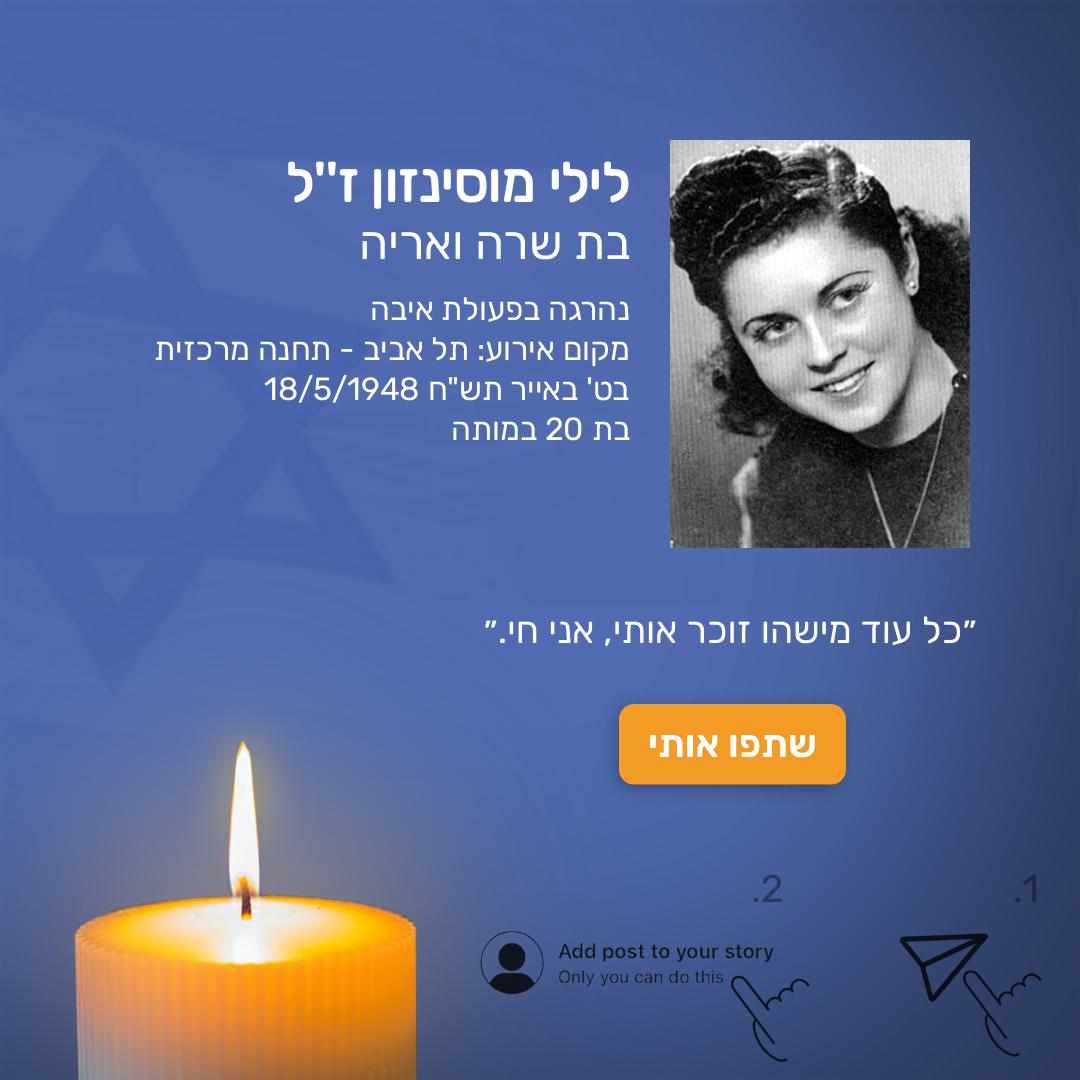 לילי מוסינזון ז"ל
בת שרה ואריה
נהרגה בפעולת איבה
מקום אירוע: תל אביב - תחנה מרכזית
בט' באייר תש"ח 18/5/1948
בת 20 במותה
״כל עוד מישהו זוכר אותי, אני חי.״
שתפו אותי
.1
.2
Add post to your story
Only you can do this